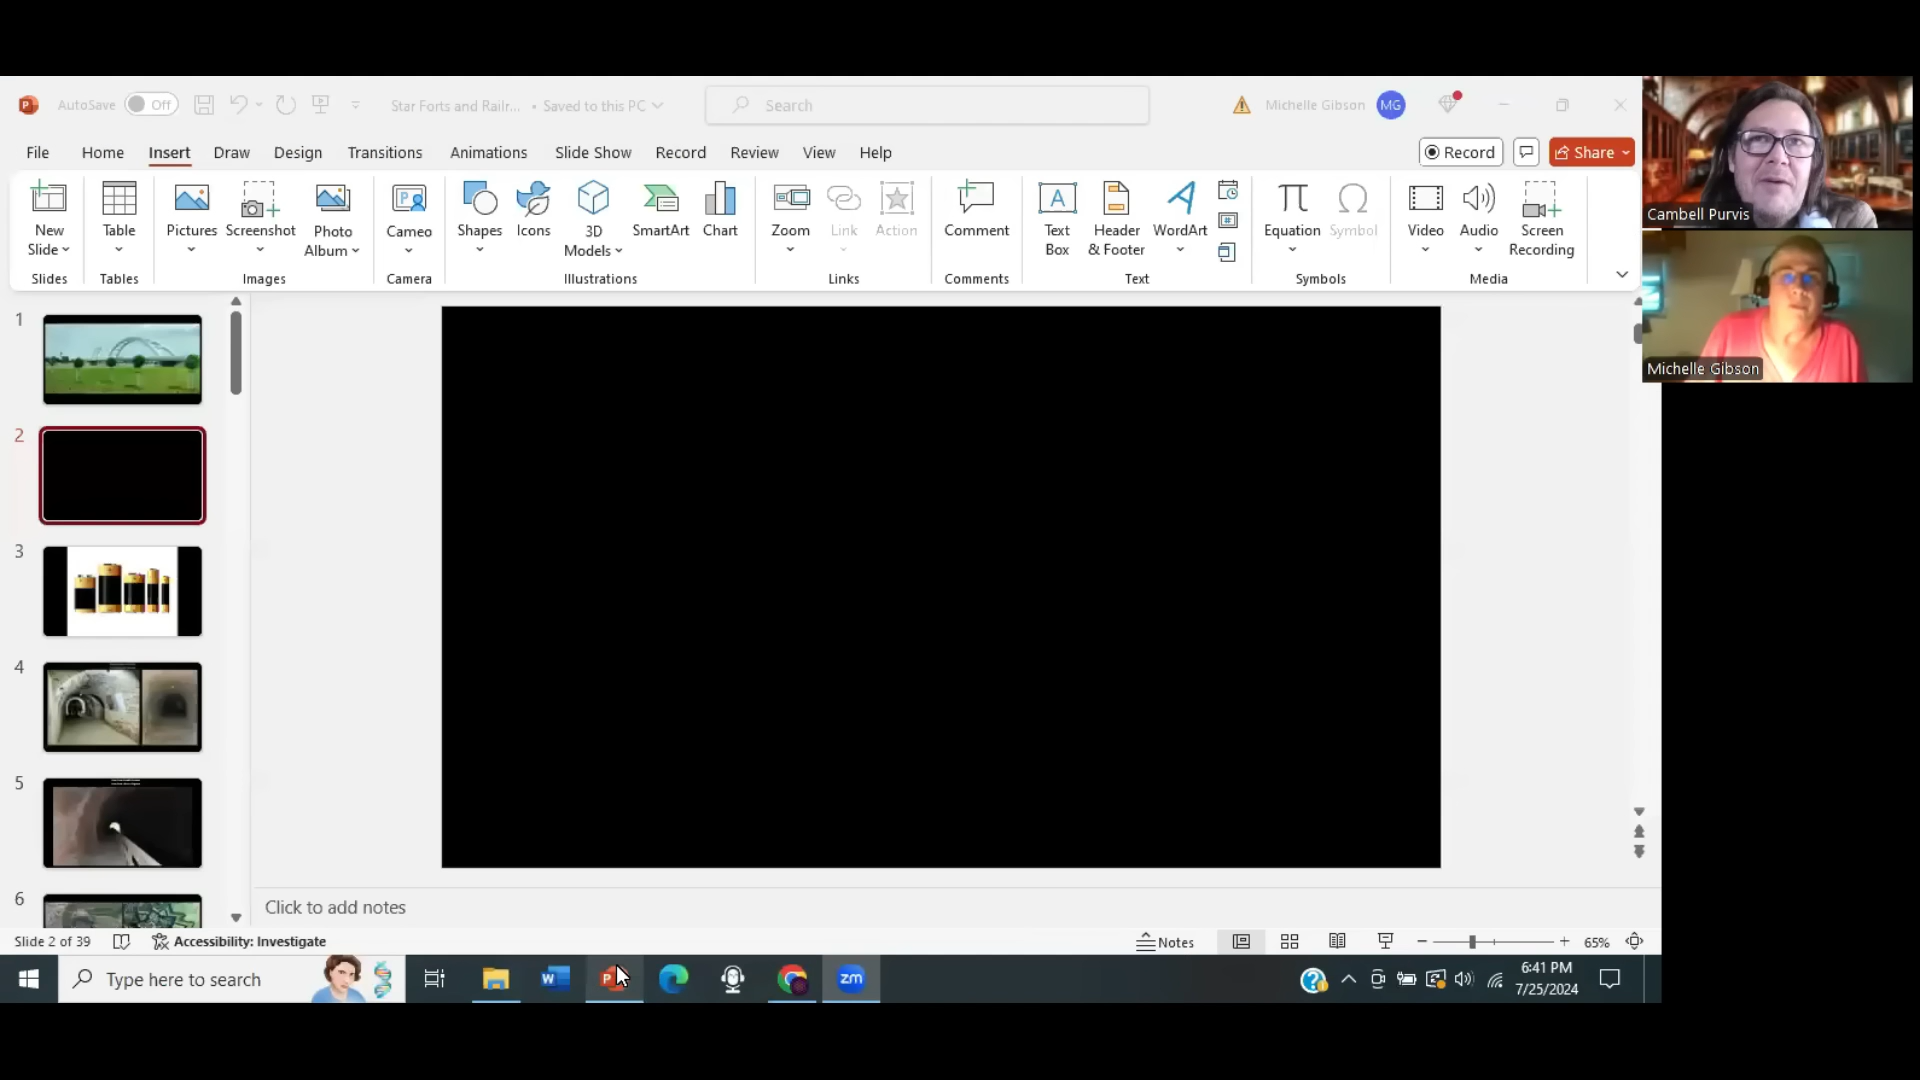 AutoSave Off Star Forts and Railr... • Saved to this PC Search Michelle Gibson MG
File Home Insert Draw Design Transitions Animations Slide Show Record Review View Help Record Share
New Slide Table Pictures Screenshot Photo Album Cameo Shapes Icons 3D Models SmartArt Chart Zoom Link Action Comment Text Box Header & Footer WordArt Equation Symbol Video Audio Screen Recording
Slides Tables Images Camera Illustrations Links Comments Text Symbols Media
Cambell Purvis
Michelle Gibson
1
2
3
4
5
6
Click to add notes
Slide 2 of 39 Accessibility: Investigate Notes 65%
Type here to search zm 6:41 PM
7/25/2024